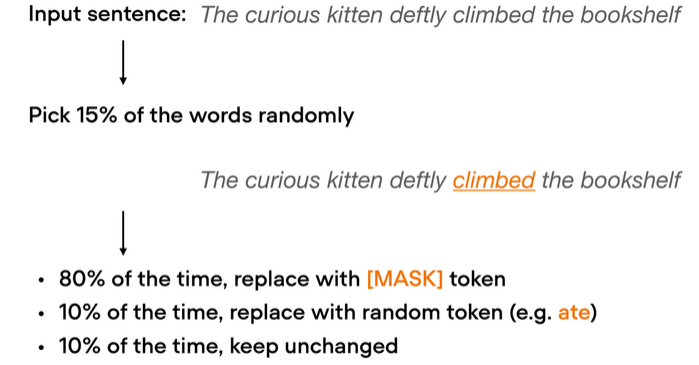 Input sentence: The curious kitten deftly climbed the bookshelf
Pick 15% of the words randomly
The curious kitten deftly climbed the bookshelf
• 80% of the time, replace with [MASK] token
• 10% of the time, replace with random token (e.g. ate)
• 10% of the time, keep unchanged